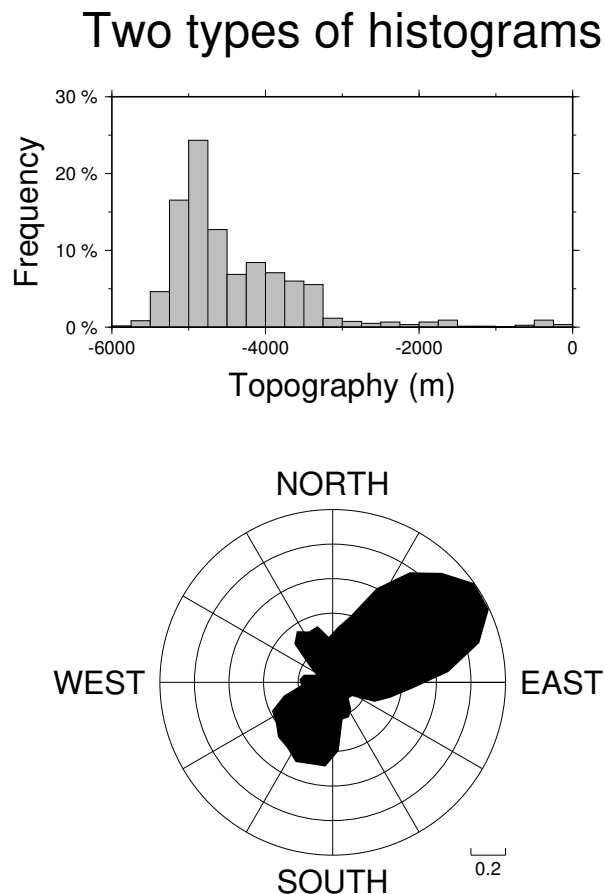 Two types of histograms
30 %
20 %
10 %
0 %
Frequency
-6000 -4000 -2000 0
Topography (m)
NORTH
WEST EAST
SOUTH
0.2